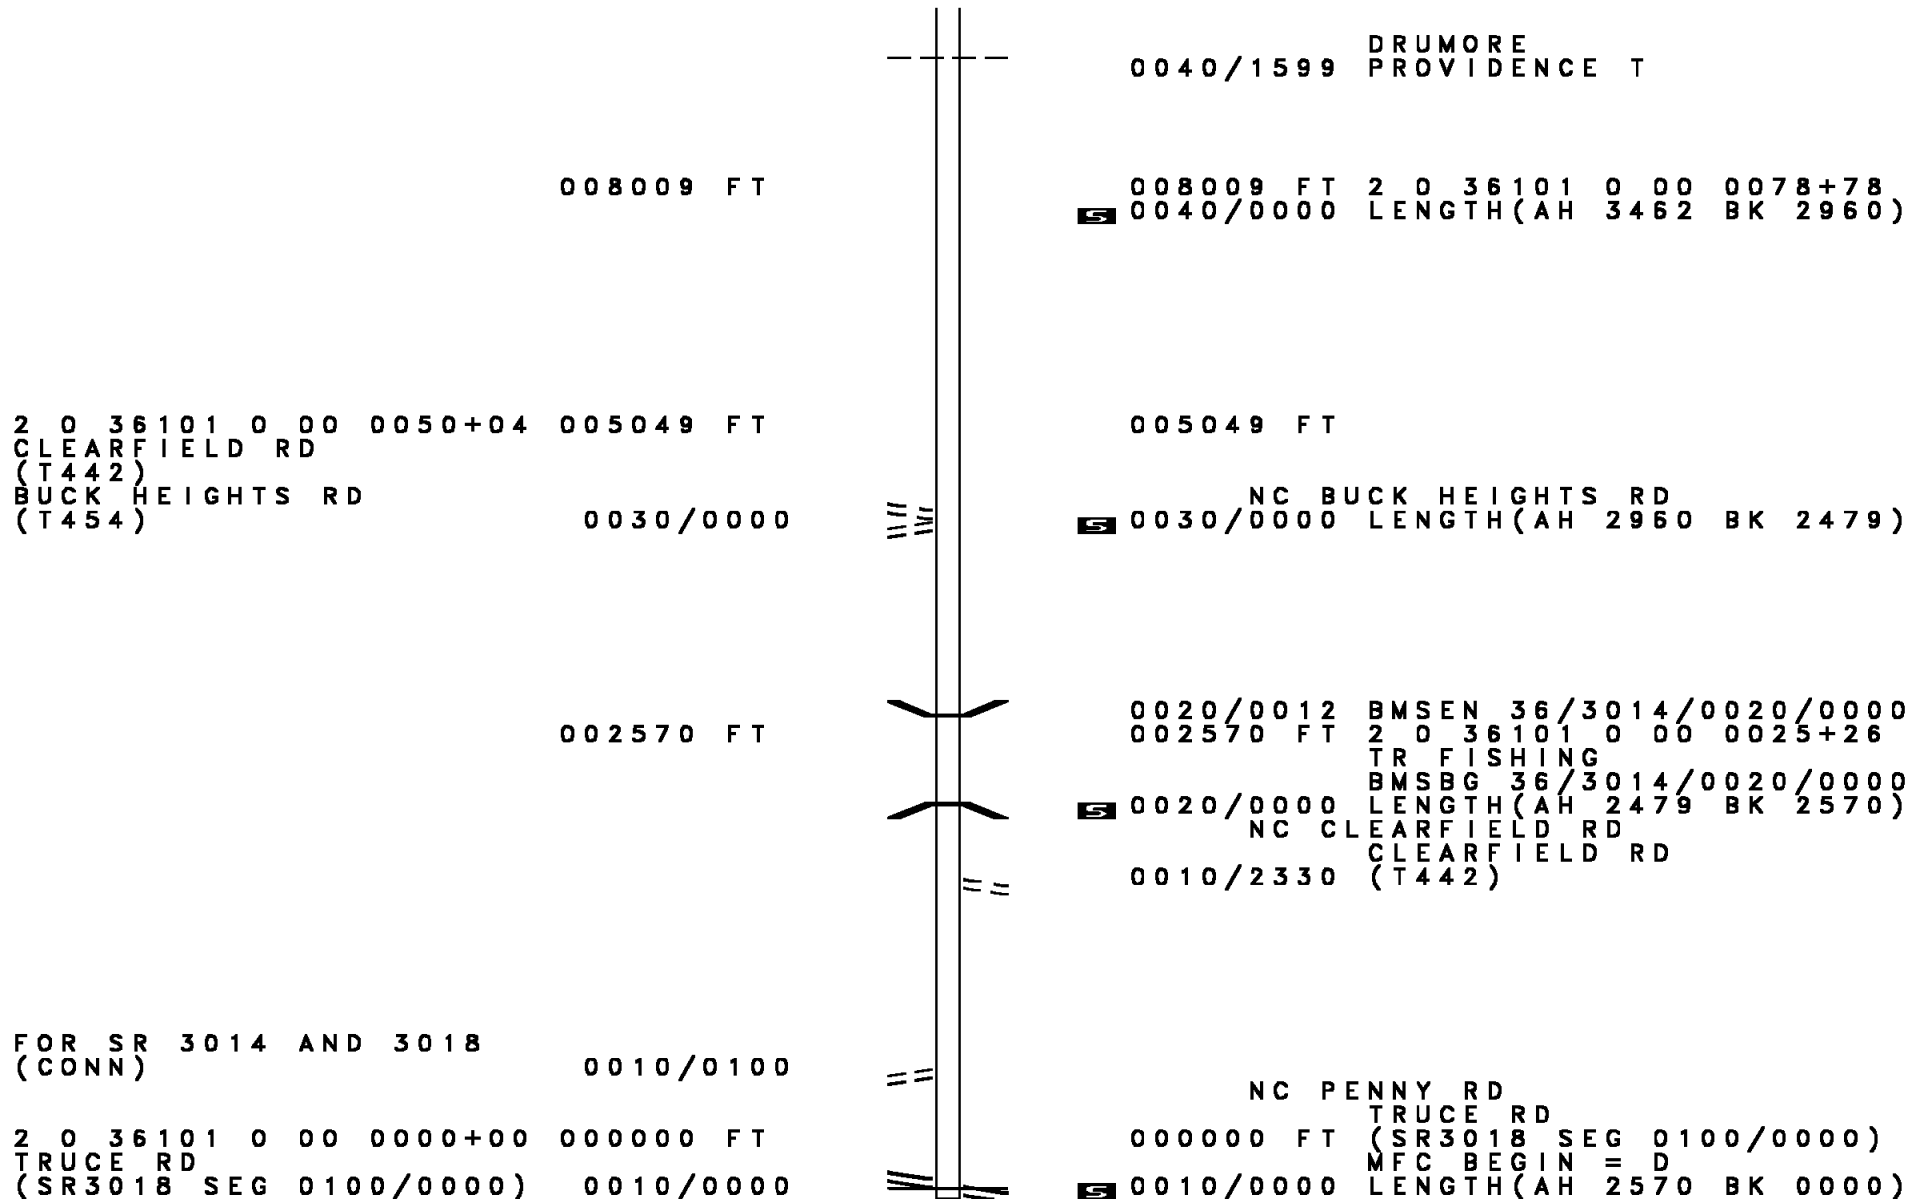 DRUMORE
0040/1599 PROVIDENCE T
008009 FT 008009 FT 2 0 36101 0 00 0078+78
S 0040/0000 LENGTH(AH 3462 BK 2960)
2 0 36101 0 00 0050+04 005049 FT 005049 FT
CLEARFIELD RD
(T442)
BUCK HEIGHTS RD NC BUCK HEIGHTS RD
(T454) 0030/0000 S 0030/0000 LENGTH(AH 2960 BK 2479)
0020/0012 BMSEN 36/3014/0020/0000
002570 FT 002570 FT 2 0 36101 0 00 0025+26
TR FISHING
BMSBG 36/3014/0020/0000
S 0020/0000 LENGTH(AH 2479 BK 2570)
NC CLEARFIELD RD
CLEARFIELD RD
0010/2330 (T442)
FOR SR 3014 AND 3018
(CONN) 0010/0100
NC PENNY RD
TRUCE RD
2 0 36101 0 00 0000+00 000000 FT 000000 FT (SR3018 SEG 0100/0000)
TRUCE RD MFC BEGIN = D
(SR3018 SEG 0100/0000) 0010/0000 S 0010/0000 LENGTH(AH 2570 BK 0000)